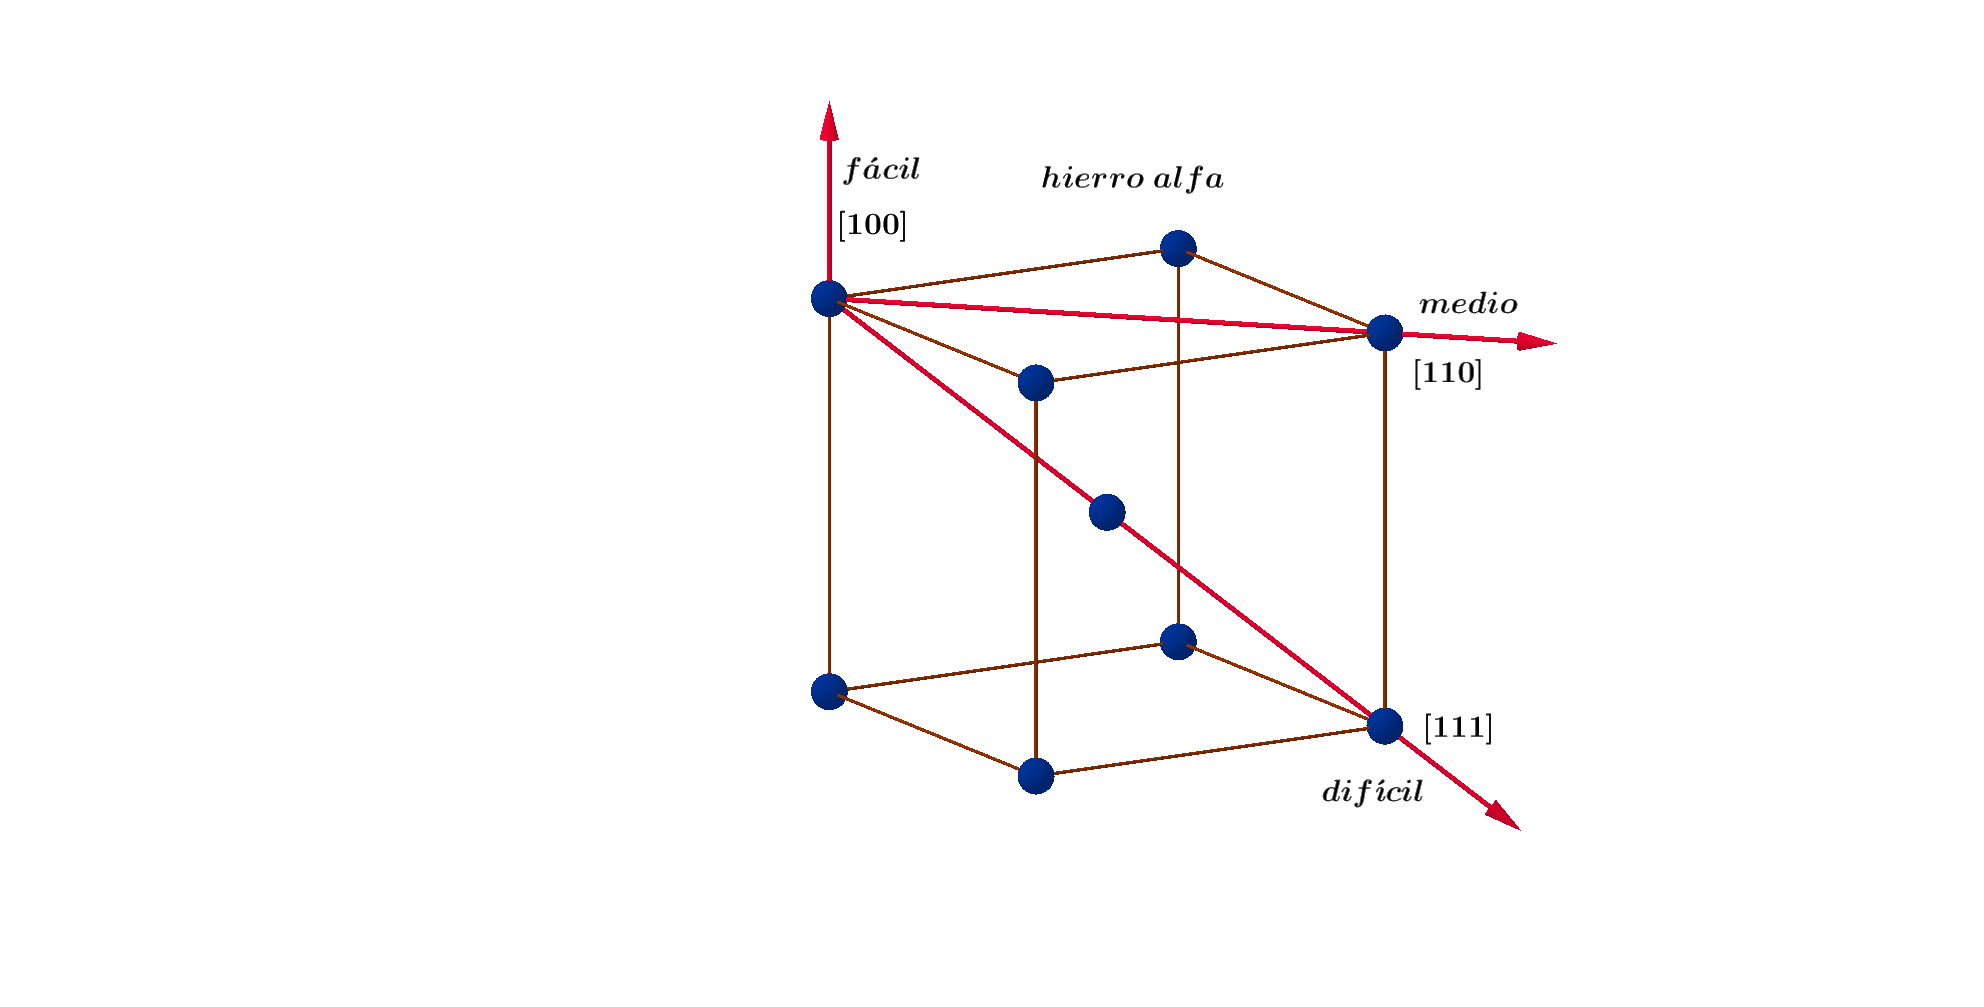 fácil
hierro alfa
[100]
medio
[110]
[111]
difícil